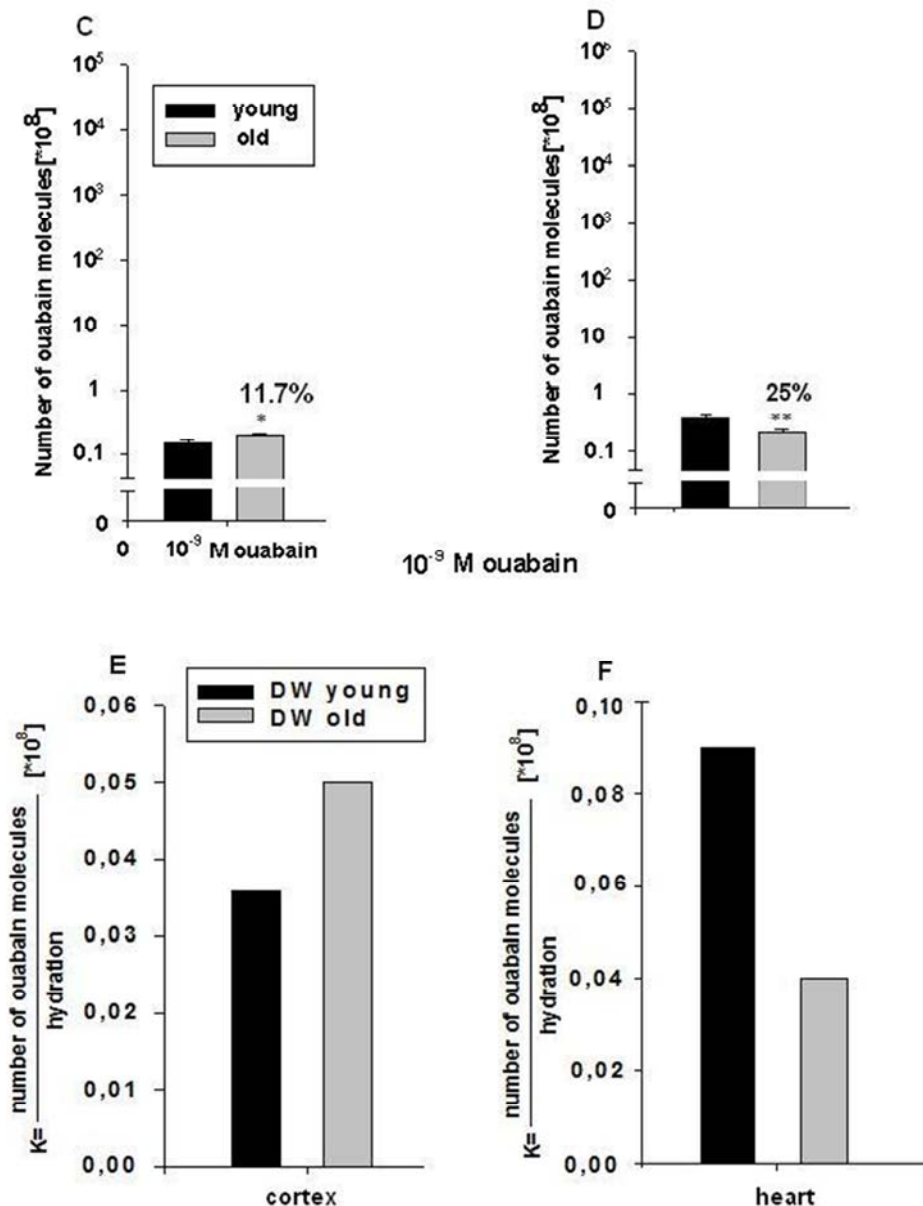 C
Number of ouabain molecules[*10⁸]
10⁵
10⁴
10³
10²
10
1
0.1
0
young
old
11.7%
*
0
10⁻⁹ M ouabain
D
Number of ouabain molecules[*10⁸]
10⁶
10⁵
10⁴
10³
10²
10
1
0.1
0
25%
**
10⁻⁹ M ouabain
E
K= number of ouabain molecules [*10⁸]
hydration
0,06
0,05
0,04
0,03
0,02
0,01
0,00
DW young
DW old
cortex
F
K= number of ouabain molecules [*10⁸]
hydration
0,10
0,08
0,06
0,04
0,02
0,00
heart